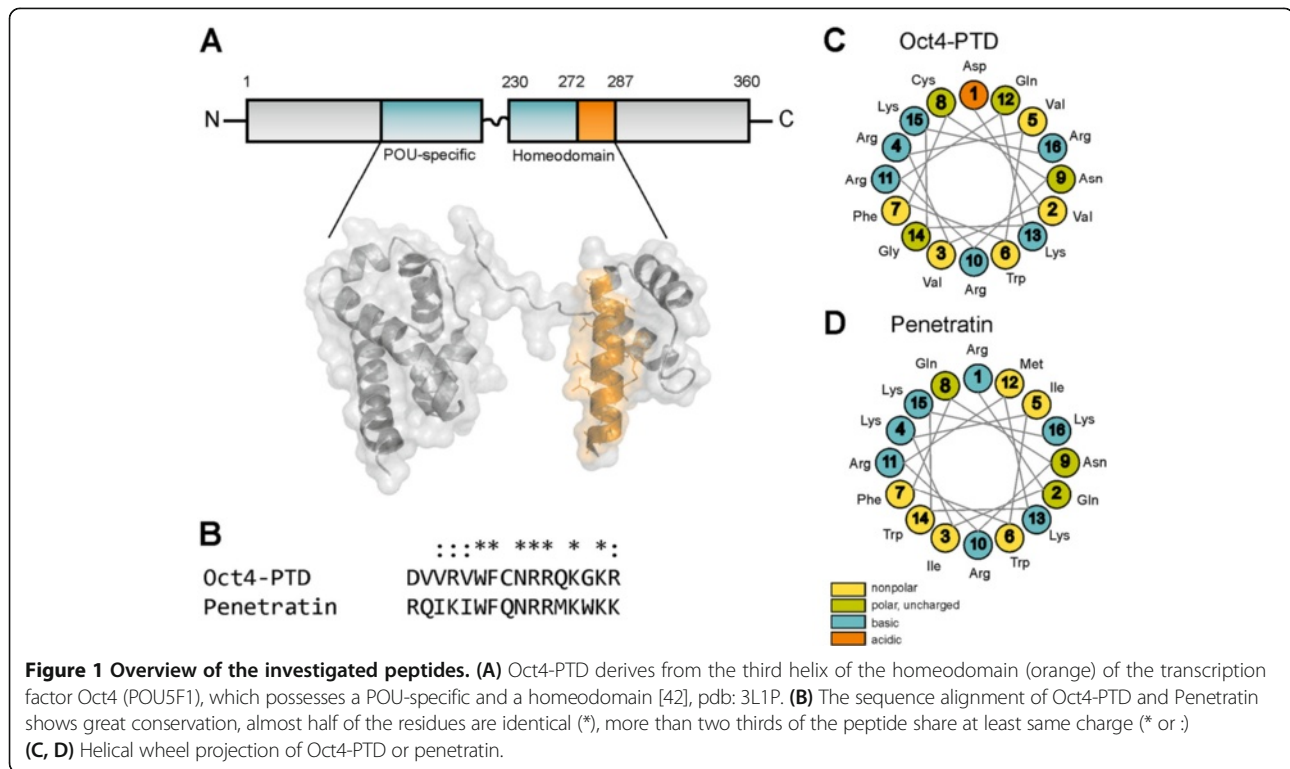 A
1 230 272 287 360
N C
POU-specific Homeodomain
B
:::** *** * *:
Oct4-PTD DVVRVWFCNRRQKGKR
Penetratin RQIKIWFQNRRMKWKK
C Oct4-PTD
Asp
Cys Gln
1
8 12
Lys Val
15 5
Arg Arg
4 16
Arg Asn
11 9
Phe Val
7 2
Gly Lys
14 13
Val Trp
3 6
10
Arg
D Penetratin
Arg
Gln Met
1
8 12
Lys Ile
15 5
Lys Lys
4 16
Arg Asn
11 9
Phe Gln
7 2
Trp Lys
14 13
Ile Trp
3 6
10
Arg
nonpolar
polar, uncharged
basic
acidic
Figure 1 Overview of the investigated peptides. (A) Oct4-PTD derives from the third helix of the homeodomain (orange) of the transcription
factor Oct4 (POU5F1), which possesses a POU-specific and a homeodomain [42], pdb: 3L1P. (B) The sequence alignment of Oct4-PTD and Penetratin
shows great conservation, almost half of the residues are identical (*), more than two thirds of the peptide share at least same charge (* or :)
(C, D) Helical wheel projection of Oct4-PTD or penetratin.